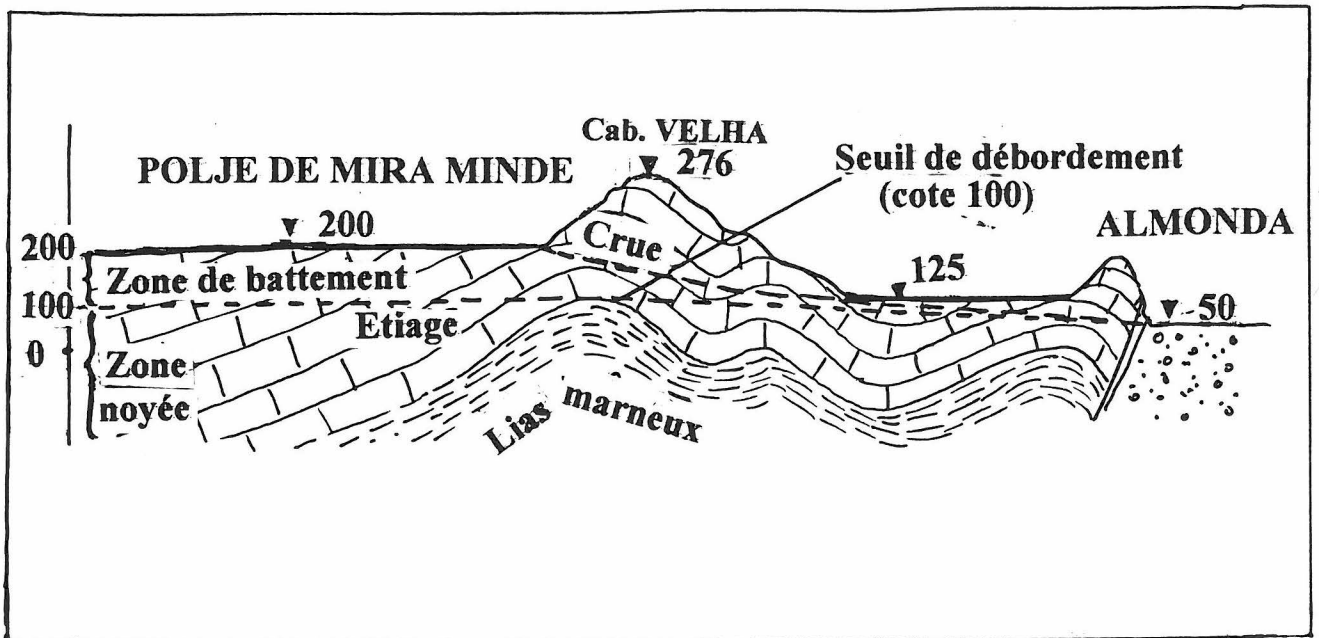 Cab. VELHA
276
POLJE DE MIRA MINDE
Seuil de débordement
(cote 100)
ALMONDA
200
Crue
200
Zone de battement
125
100
Etiage
50
0
Zone
noyée
Lias marneux